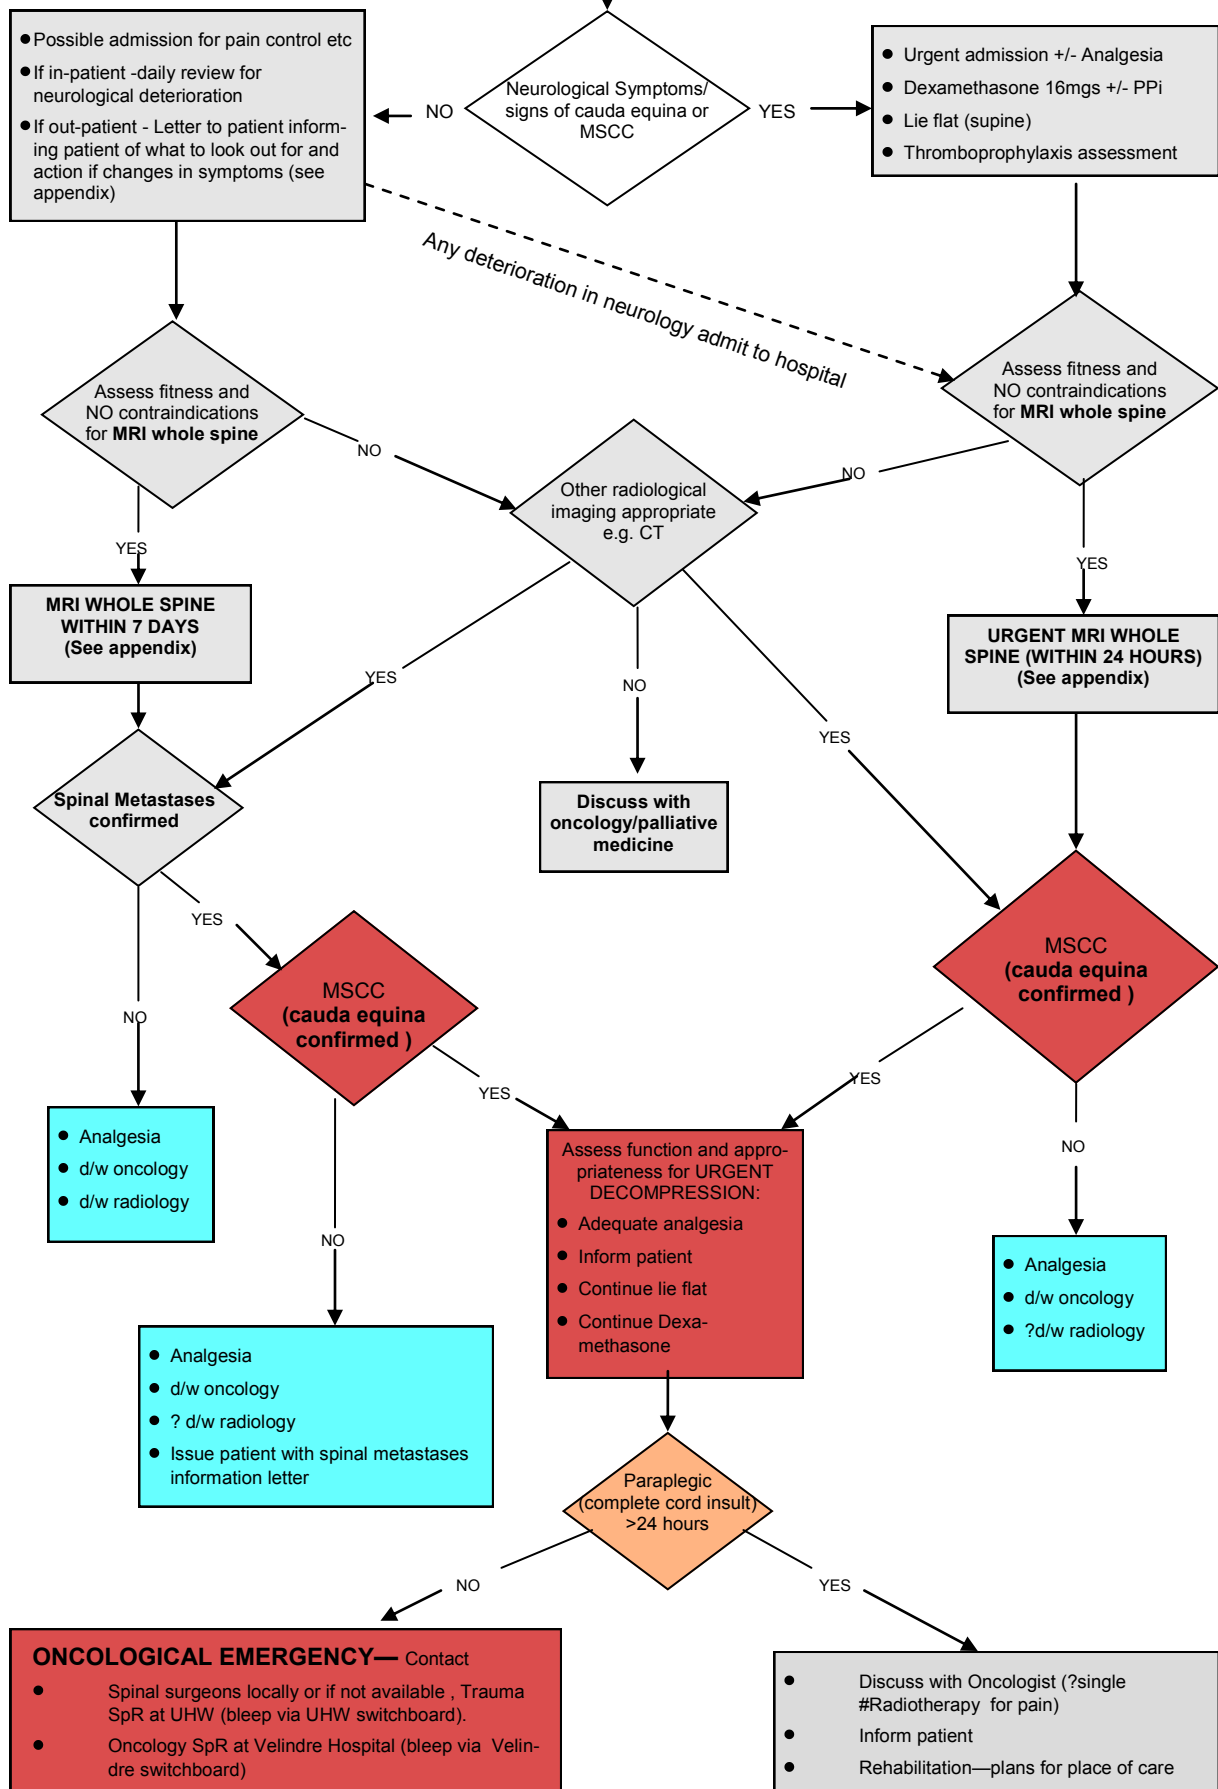 ● Possible admission for pain control etc
● If in-patient -daily review for
neurological deterioration
● If out-patient - Letter to patient inform-
ing patient of what to look out for and
action if changes in symptoms (see
appendix)
NO
Neurological Symptoms/
signs of cauda equina or
MSCC
YES
● Urgent admission +/- Analgesia
● Dexamethasone 16mgs +/- PPi
● Lie flat (supine)
● Thromboprophylaxis assessment
Any deterioration in neurology admit to hospital
Assess fitness and
NO contraindications
for MRI whole spine
NO
Other radiological
imaging appropriate
e.g. CT
NO
Assess fitness and
NO contraindications
for MRI whole spine
YES
YES
MRI WHOLE SPINE
WITHIN 7 DAYS
(See appendix)
URGENT MRI WHOLE
SPINE (WITHIN 24 HOURS)
(See appendix)
YES
NO
YES
Spinal Metastases
confirmed
Discuss with
oncology/palliative
medicine
YES
NO
MSCC
(cauda equina
confirmed )
MSCC
(cauda equina
confirmed )
YES
YES
NO
NO
● Analgesia
● d/w oncology
● d/w radiology
Assess function and appro-
priateness for URGENT
DECOMPRESSION:
● Adequate analgesia
● Inform patient
● Continue lie flat
● Continue Dexa-
methasone
● Analgesia
● d/w oncology
● ?d/w radiology
● Analgesia
● d/w oncology
● ? d/w radiology
● Issue patient with spinal metastases
information letter
Paraplegic
(complete cord insult)
>24 hours
NO
YES
ONCOLOGICAL EMERGENCY— Contact
● Spinal surgeons locally or if not available , Trauma
SpR at UHW (bleep via UHW switchboard).
● Oncology SpR at Velindre Hospital (bleep via Velin-
dre switchboard)
● Discuss with Oncologist (?single
#Radiotherapy for pain)
● Inform patient
● Rehabilitation—plans for place of care